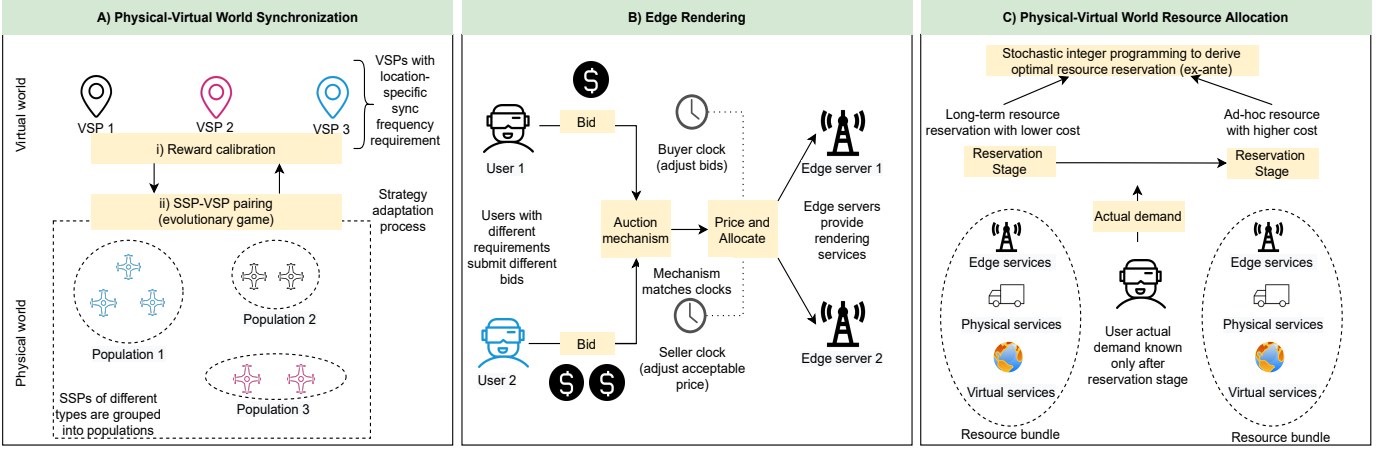 A) Physical-Virtual World Synchronization
Virtual world
VSP 1
VSP 2
VSP 3
VSPs with
location-
specific
sync
frequency
requirement
i) Reward calibration
ii) SSP-VSP pairing
(evolutionary game)
Strategy
adaptation
process
Physical world
Population 1
Population 2
Population 3
SSPs of different
types are grouped
into populations
B) Edge Rendering
$
Bid
User 1
Buyer clock
(adjust bids)
Edge server 1
Users with
different
requirements
submit different
bids
Auction
mechanism
Price and
Allocate
Edge servers
provide
rendering
services
Mechanism
matches clocks
User 2
Bid
$ $
Seller clock
(adjust acceptable
price)
Edge server 2
C) Physical-Virtual World Resource Allocation
Stochastic integer programming to derive
optimal resource reservation (ex-ante)
Long-term resource
reservation with lower cost
Ad-hoc resource
with higher cost
Reservation
Stage
Reservation
Stage
Actual demand
Edge services
Physical services
Virtual services
Resource bundle
User actual
demand known
only after
reservation stage
Edge services
Physical services
Virtual services
Resource bundle